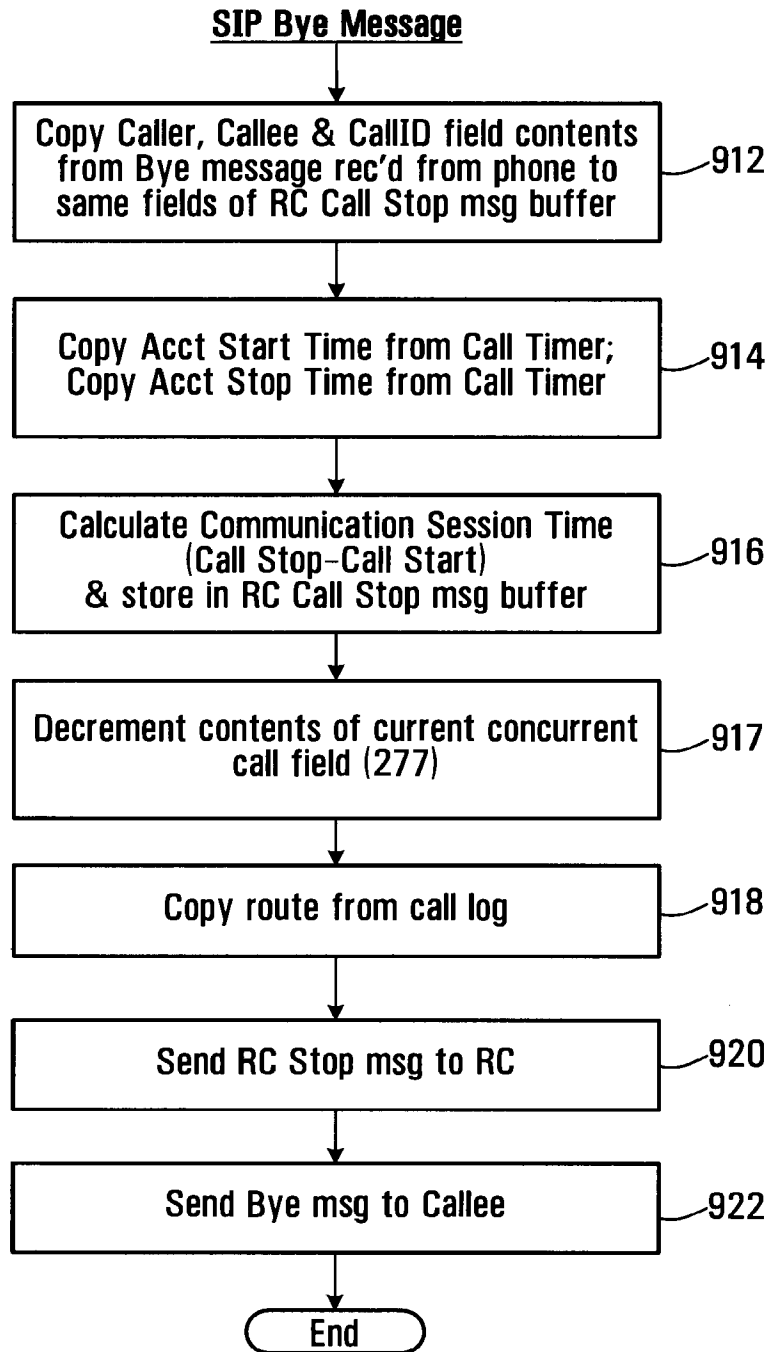 SIP Bye Message
Copy Caller, Callee & CallID field contents
from Bye message rec'd from phone to
same fields of RC Call Stop msg buffer
912
Copy Acct Start Time from Call Timer;
Copy Acct Stop Time from Call Timer
914
Calculate Communication Session Time
(Call Stop-Call Start)
& store in RC Call Stop msg buffer
916
Decrement contents of current concurrent
call field (277)
917
Copy route from call log
918
Send RC Stop msg to RC
920
Send Bye msg to Callee
922
End